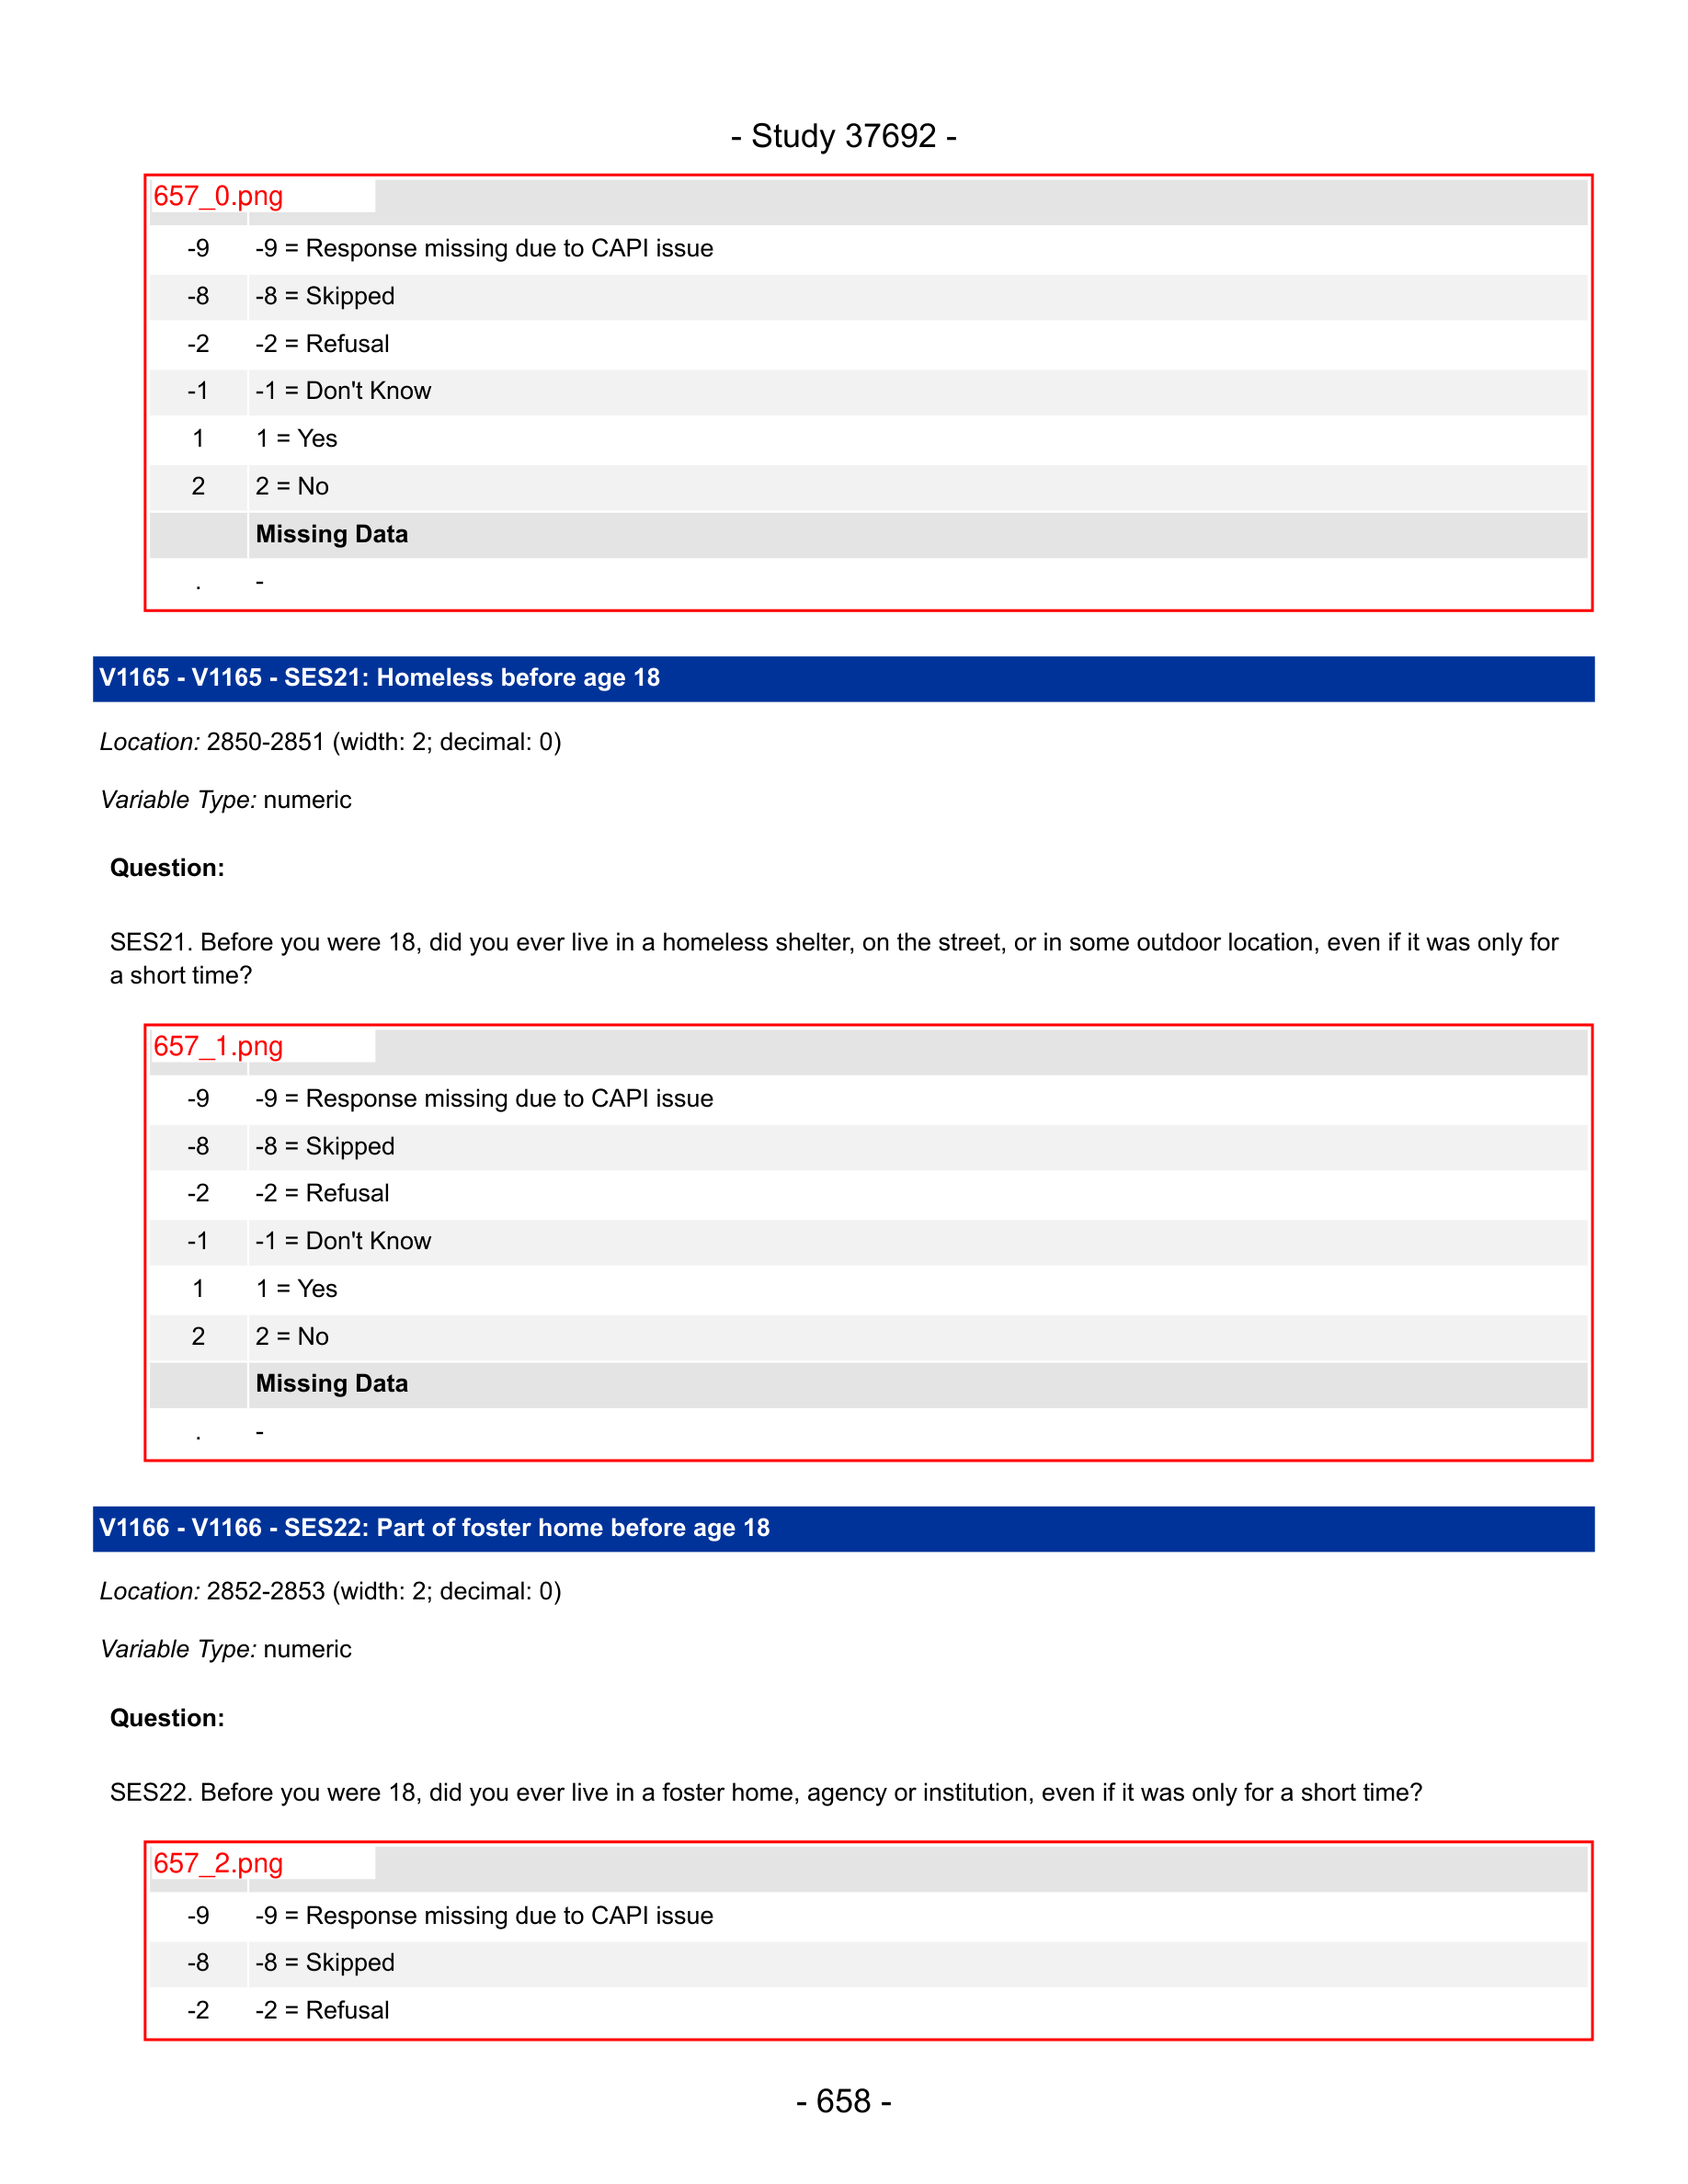 - Study 37692 -
657_0.png
-9 -9 = Response missing due to CAPI issue
-8 -8 = Skipped
-2 -2 = Refusal
-1 -1 = Don't Know
1 1 = Yes
2 2 = No
Missing Data
. -
V1165 - V1165 - SES21: Homeless before age 18
Location: 2850-2851 (width: 2; decimal: 0)
Variable Type: numeric
Question:
SES21. Before you were 18, did you ever live in a homeless shelter, on the street, or in some outdoor location, even if it was only for
a short time?
657_1.png
-9 -9 = Response missing due to CAPI issue
-8 -8 = Skipped
-2 -2 = Refusal
-1 -1 = Don't Know
1 1 = Yes
2 2 = No
Missing Data
. -
V1166 - V1166 - SES22: Part of foster home before age 18
Location: 2852-2853 (width: 2; decimal: 0)
Variable Type: numeric
Question:
SES22. Before you were 18, did you ever live in a foster home, agency or institution, even if it was only for a short time?
657_2.png
-9 -9 = Response missing due to CAPI issue
-8 -8 = Skipped
-2 -2 = Refusal
- 658 -